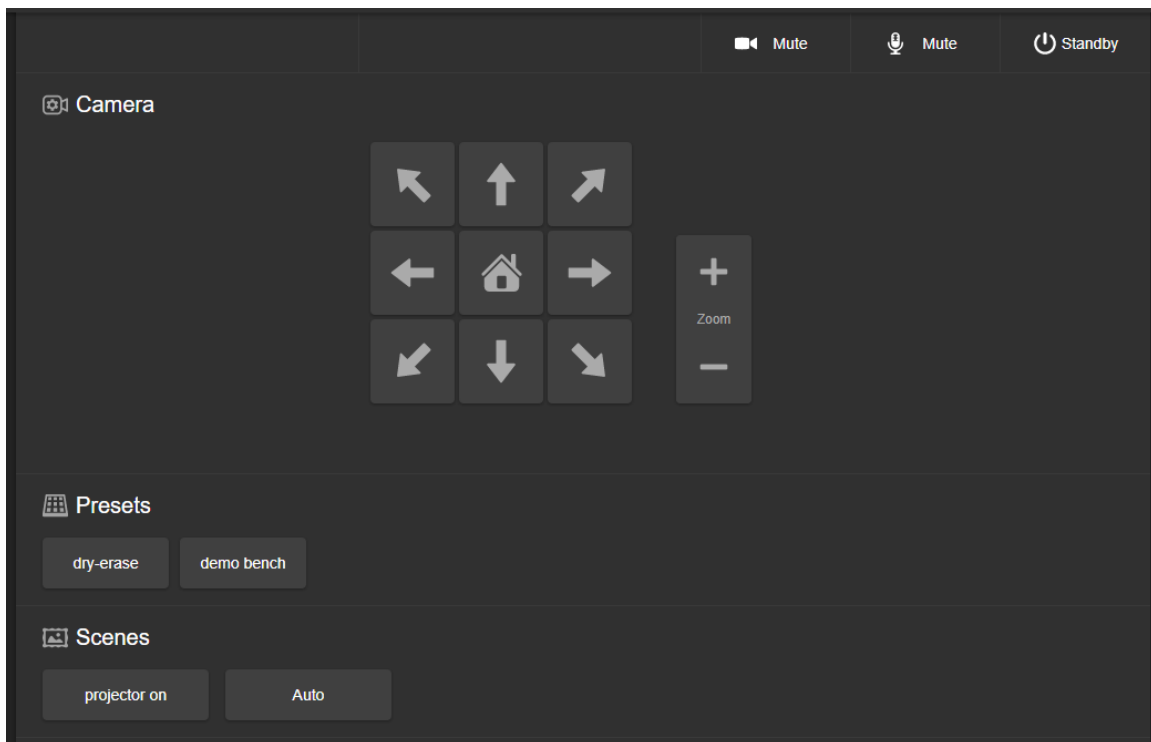 Mute Mute Standby
Camera
Zoom
Presets
dry-erase demo bench
Scenes
projector on Auto